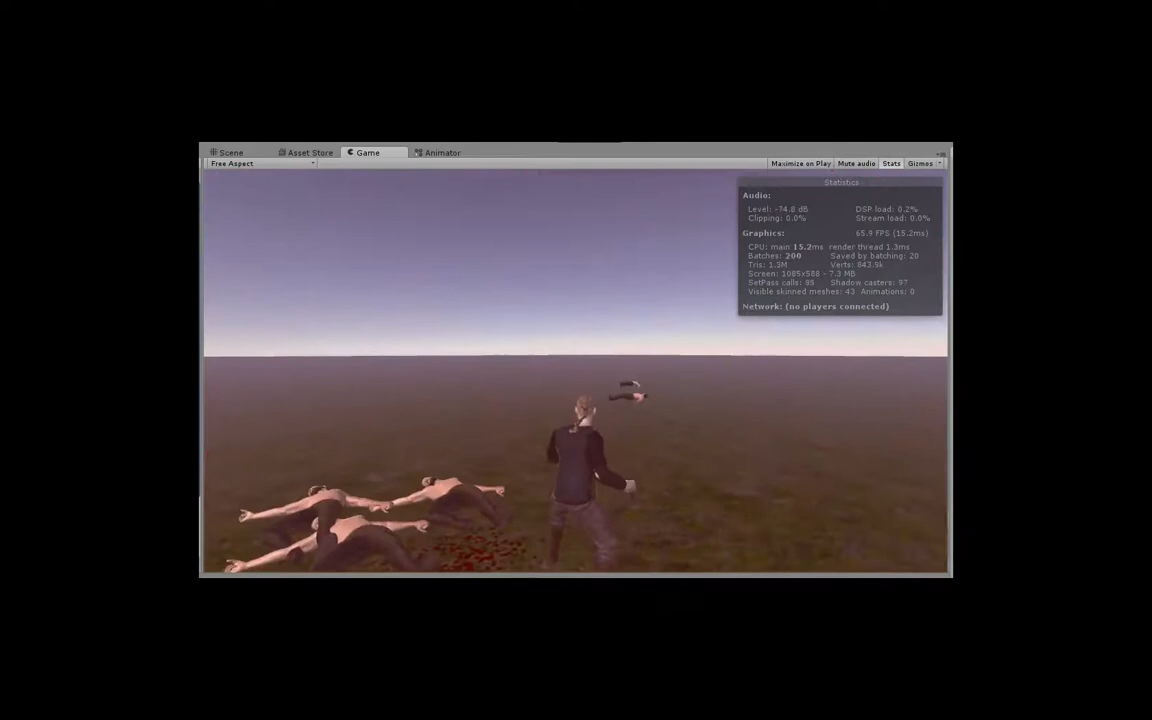 Scene Asset Store Game Animator
Free Aspect Maximize on Play Mute audio Stats Gizmos
Statistics
Audio:
Level: -74.8 dB DSP load: 0.2%
Clipping: 0.0% Stream load: 0.0%
Graphics: 65.9 FPS (15.2ms)
CPU: main 15.2ms render thread 1.3ms
Batches: 200 Saved by batching: 20
Tris: 1.3M Verts: 843.9k
Screen: 1085x588 - 7.3 MB
SetPass calls: 95 Shadow casters: 97
Visible skinned meshes: 43 Animations: 0
Network: (no players connected)